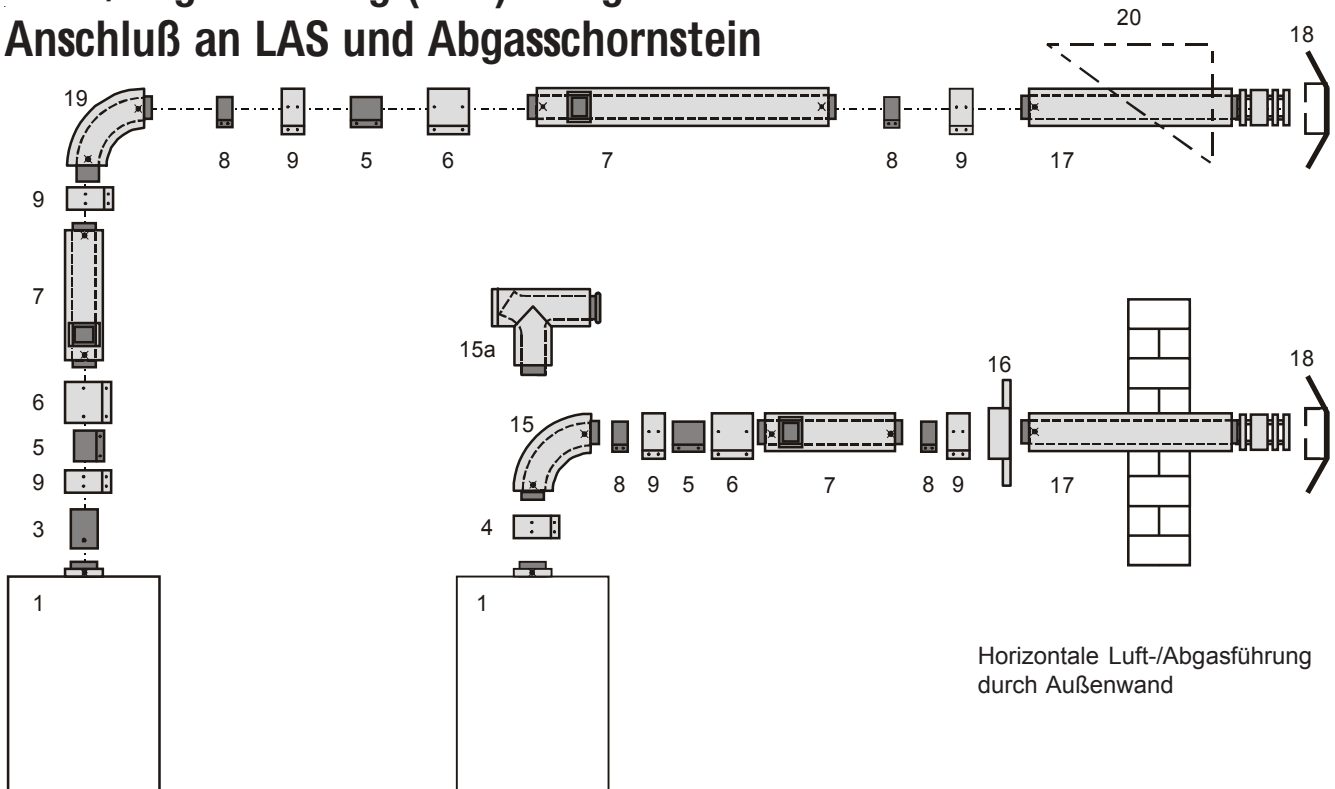 Anschluß an LAS und Abgasschornstein
20
18
19
8 9 5 6 7 8 9 17
9
7
15a
16
18
6
15
5
9
8 9 5 6 7 8 9 17
3
4
1
1
Horizontale Luft-/Abgasführung
durch Außenwand